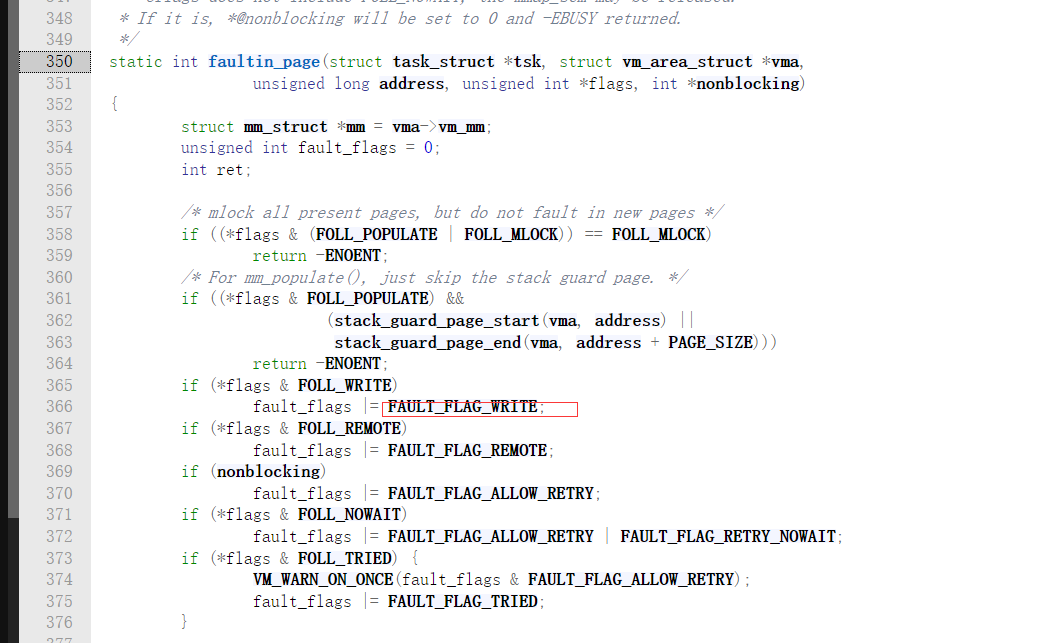 348 * If it is, *@nonblocking will be set to 0 and -EBUSY returned.
349 */
350 static int faultin_page(struct task_struct *tsk, struct vm_area_struct *vma,
351 unsigned long address, unsigned int *flags, int *nonblocking)
352 {
353 struct mm_struct *mm = vma->vm_mm;
354 unsigned int fault_flags = 0;
355 int ret;
356
357 /* mlock all present pages, but do not fault in new pages */
358 if ((*flags & (FOLL_POPULATE | FOLL_MLOCK)) == FOLL_MLOCK)
359 return -ENOENT;
360 /* For mm_populate(), just skip the stack guard page. */
361 if ((*flags & FOLL_POPULATE) &&
362 (stack_guard_page_start(vma, address) ||
363 stack_guard_page_end(vma, address + PAGE_SIZE)))
364 return -ENOENT;
365 if (*flags & FOLL_WRITE)
366 fault_flags |= FAULT_FLAG_WRITE;
367 if (*flags & FOLL_REMOTE)
368 fault_flags |= FAULT_FLAG_REMOTE;
369 if (nonblocking)
370 fault_flags |= FAULT_FLAG_ALLOW_RETRY;
371 if (*flags & FOLL_NOWAIT)
372 fault_flags |= FAULT_FLAG_ALLOW_RETRY | FAULT_FLAG_RETRY_NOWAIT;
373 if (*flags & FOLL_TRIED) {
374 VM_WARN_ON_ONCE(fault_flags & FAULT_FLAG_ALLOW_RETRY);
375 fault_flags |= FAULT_FLAG_TRIED;
376 }